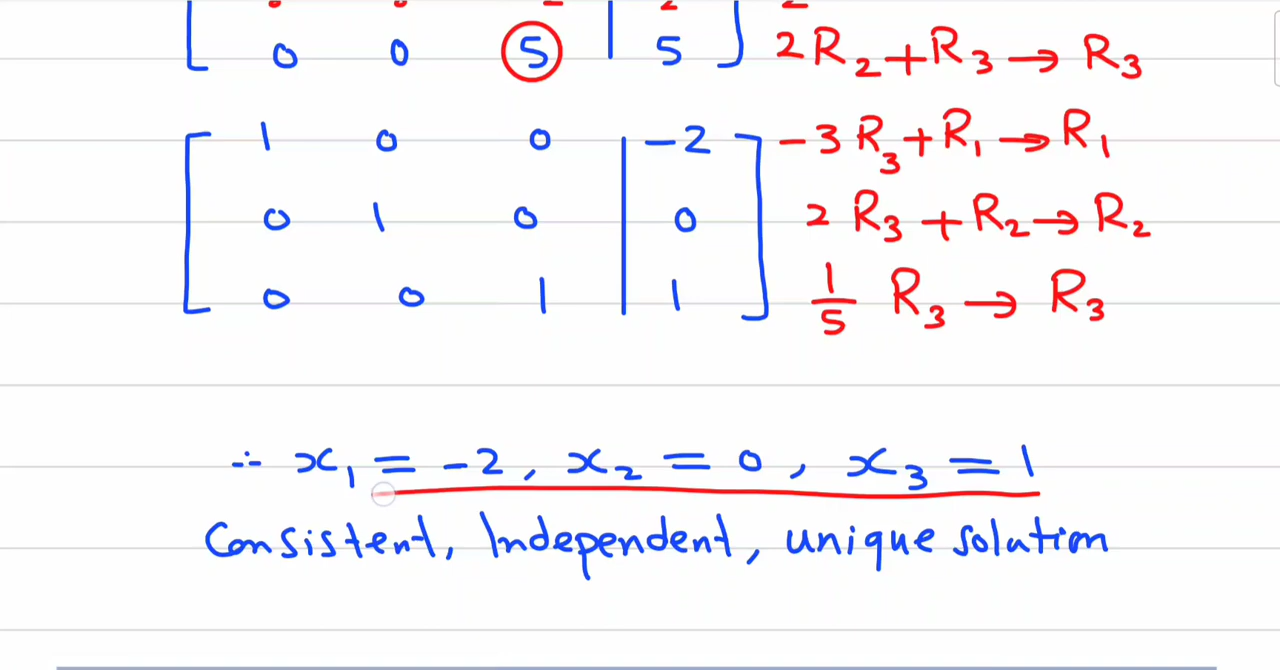 0 0 5 | 5 2R₂+R₃→R₃
1 0 0 | -2 -3R₃+R₁→R₁
0 1 0 | 0 2R₃+R₂→R₂
0 0 1 | 1 1/5 R₃→R₃
∴ x₁ = -2, x₂ = 0, x₃ = 1
Consistent, Independent, unique solution